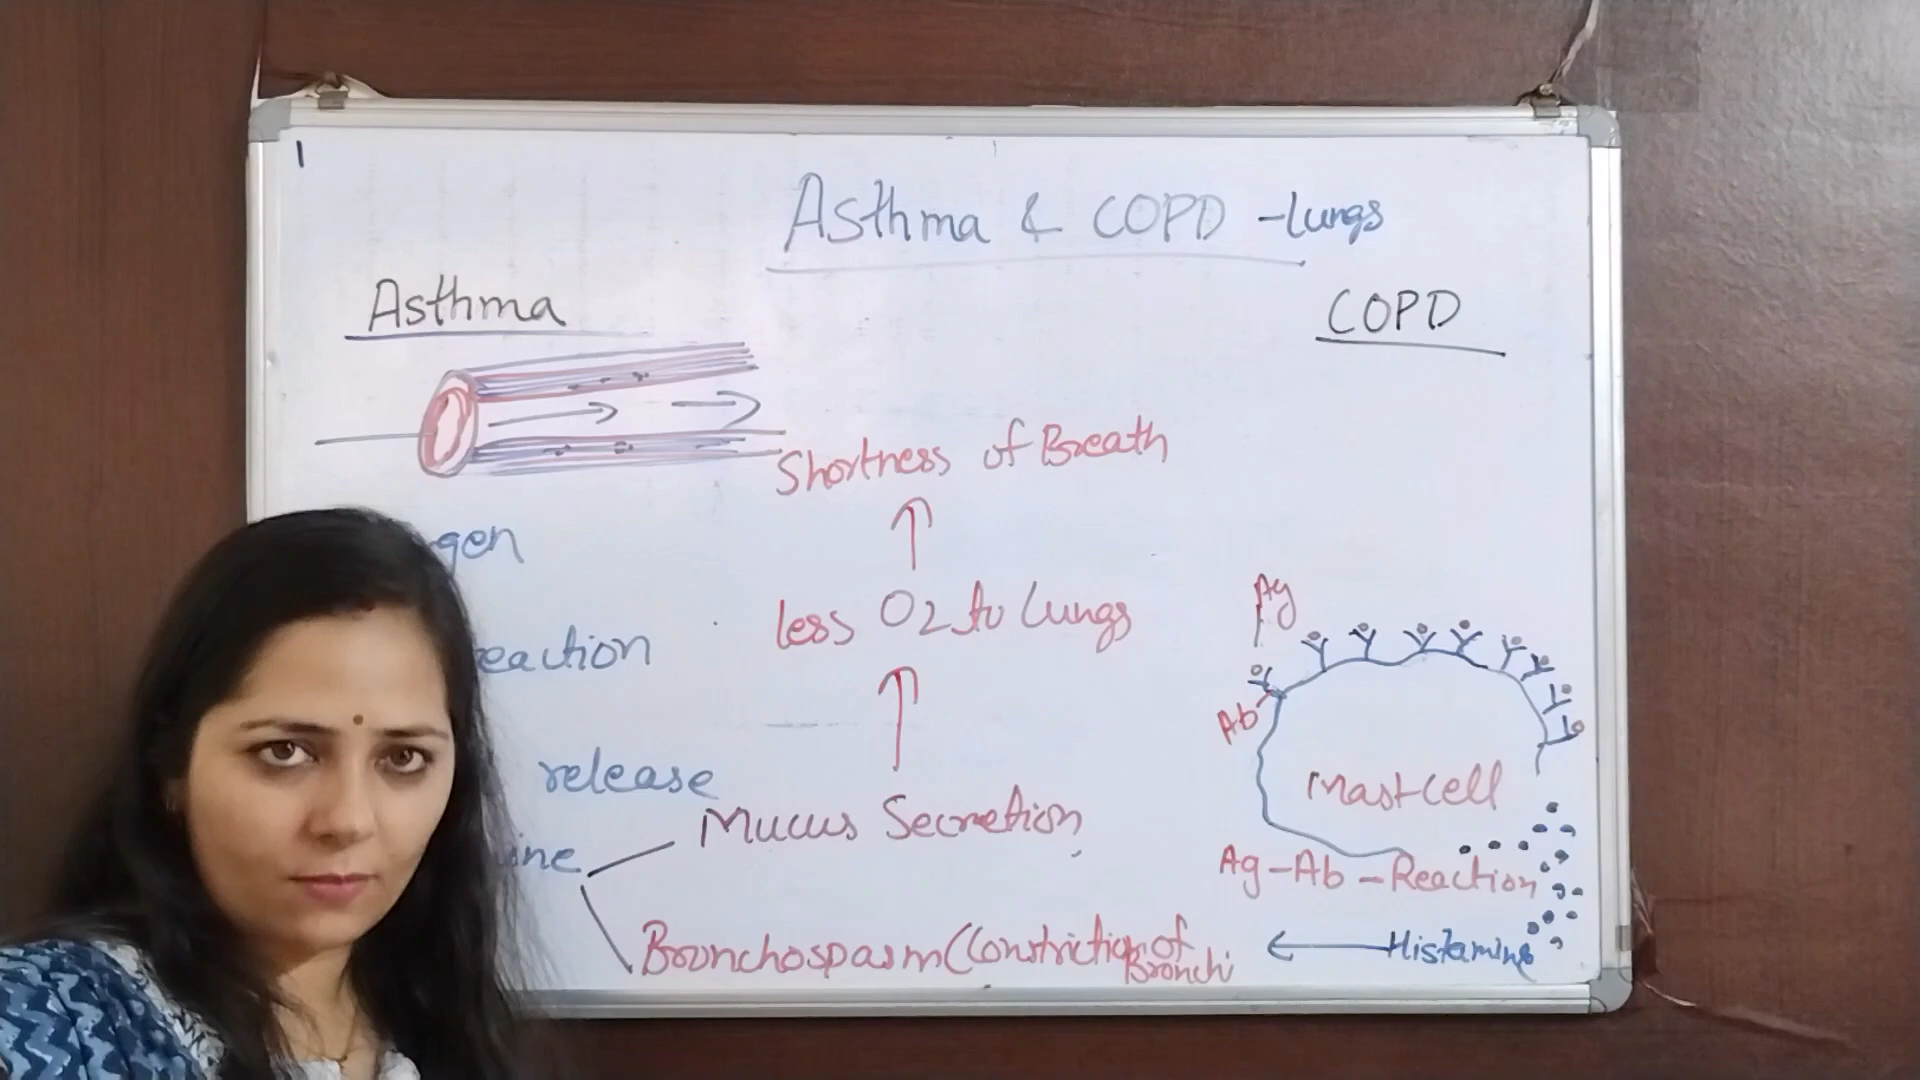 Asthma & COPD - Lungs
Asthma
COPD
Shortness of Breath
gen
less O2 to Lungs
eaction
release
Mucus Secretion
ine
Bronchospasm (Constriction of
Bronchi
Ag
Ab
Mast cell
Ag-Ab-Reaction
Histamine